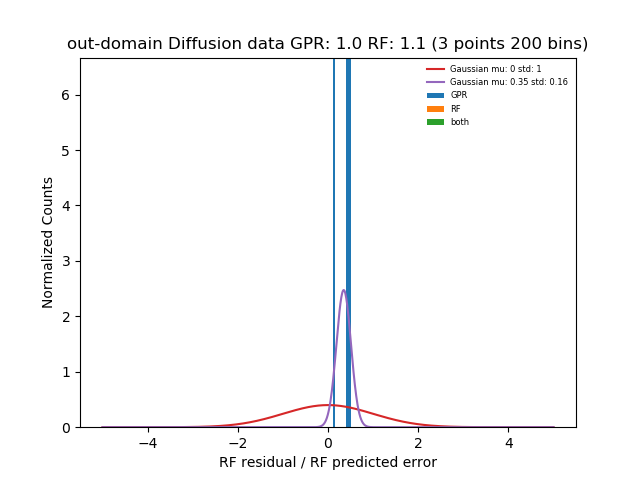 out-domain Diffusion data GPR: 1.0 RF: 1.1 (3 points 200 bins)
Gaussian mu: 0 std: 1
Gaussian mu: 0.35 std: 0.16
GPR
RF
both
Normalized Counts
6
5
4
3
2
1
0
−4
−2
0
2
4
RF residual / RF predicted error